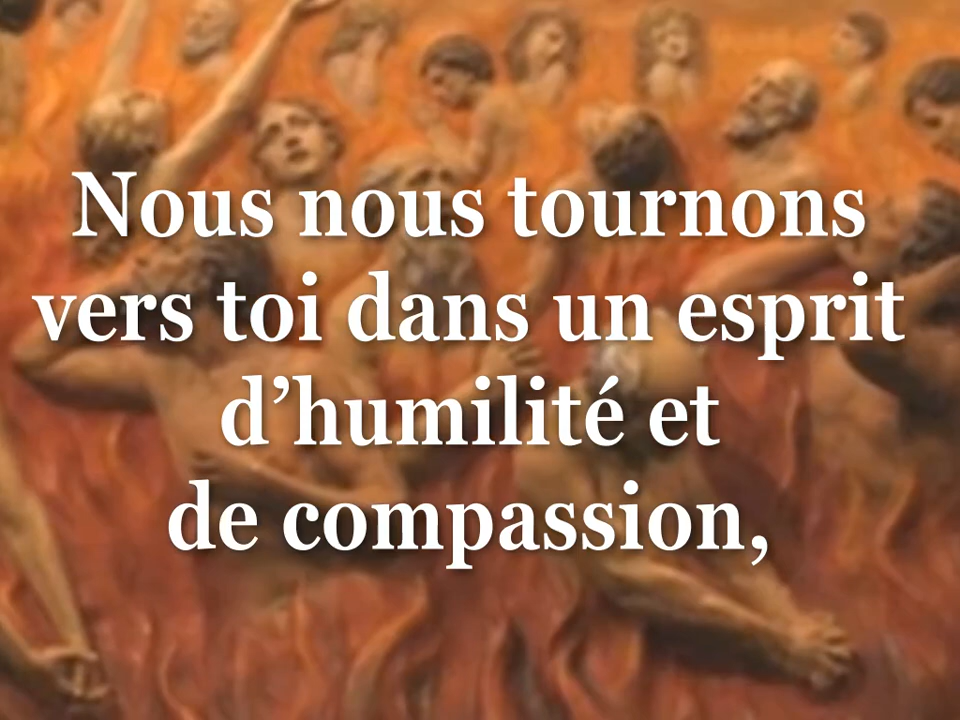 Nous nous tournons
vers toi dans un esprit
d’humilité et
de compassion,